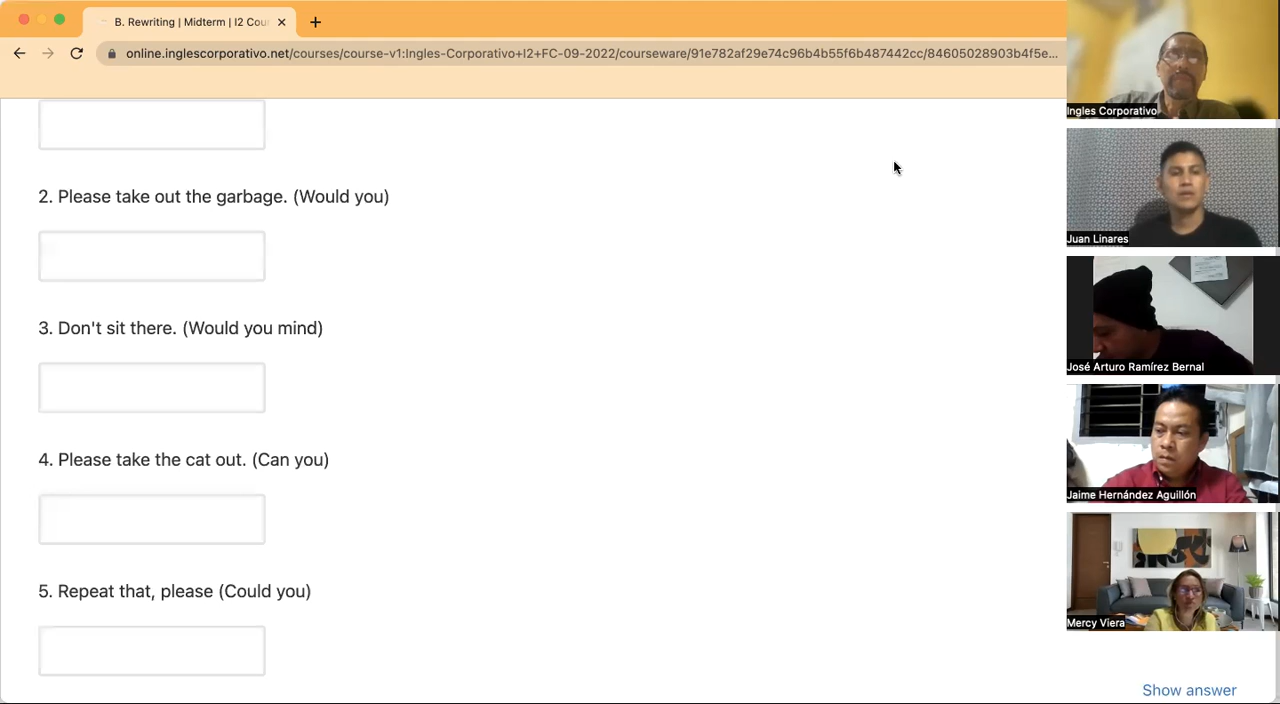 B. Rewriting | Midterm | I2 Cou
online.inglescorporativo.net/courses/course-v1:Ingles-Corporativo+I2+FC-09-2022/courseware/91e782af29e74c96b4b55f6b487442cc/84605028903b4f5e...
2. Please take out the garbage. (Would you)
3. Don't sit there. (Would you mind)
4. Please take the cat out. (Can you)
5. Repeat that, please (Could you)
Show answer
Ingles Corporativo
Juan Linares
José Arturo Ramírez Bernal
Jaime Hernández Aguillón
Mercy Viera